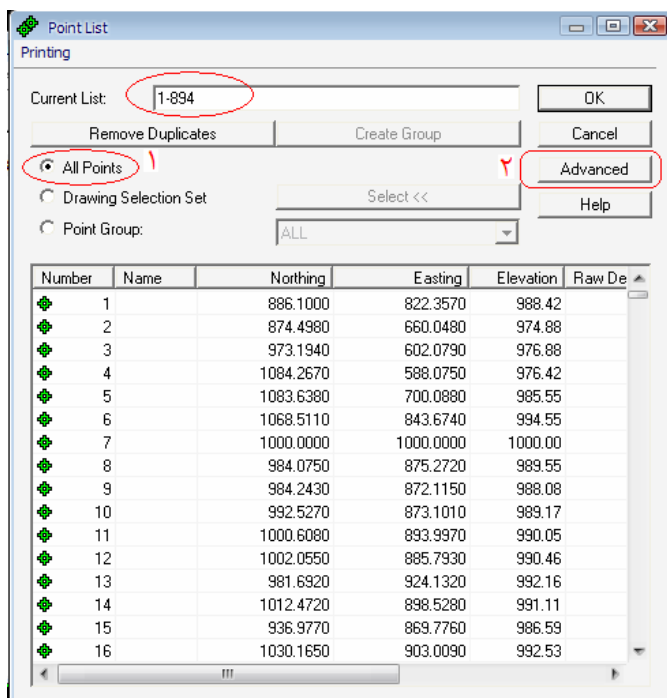 Point List
Printing
Current List: 1-894 OK
Remove Duplicates Create Group Cancel
All Points ۱ ۲ Advanced
Drawing Selection Set Select << Help
Point Group: ALL
Number Name Northing Easting Elevation Raw De
1 886.1000 822.3570 988.42
2 874.4980 660.0480 974.88
3 973.1940 602.0790 976.88
4 1084.2670 588.0750 976.42
5 1083.6380 700.0880 985.55
6 1068.5110 843.6740 994.55
7 1000.0000 1000.0000 1000.00
8 984.0750 875.2720 989.55
9 984.2430 872.1150 988.08
10 992.5270 873.1010 989.17
11 1000.6080 893.9970 990.05
12 1002.0550 885.7930 990.46
13 981.6920 924.1320 992.16
14 1012.4720 898.5280 991.11
15 936.9770 869.7760 986.59
16 1030.1650 903.0090 992.53